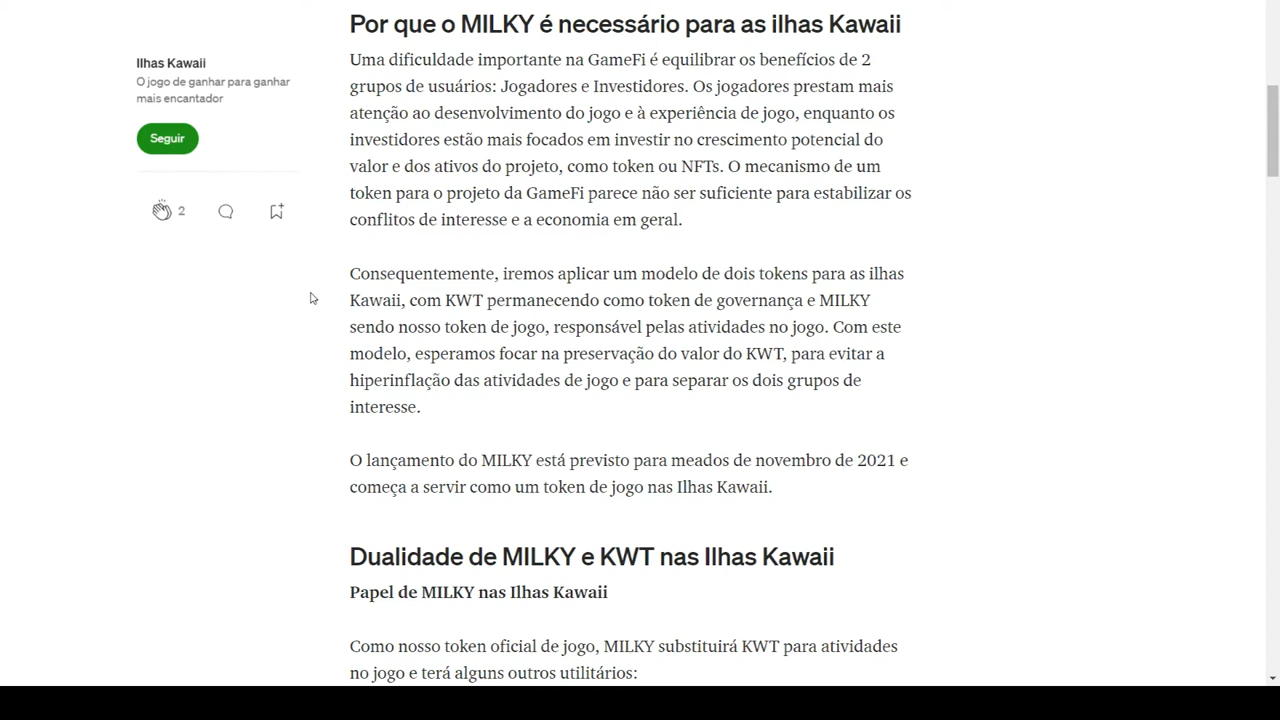 Por que o MILKY é necessário para as ilhas Kawaii
Ilhas Kawaii
O jogo de ganhar para ganhar
mais encantador
Seguir
2
Uma dificuldade importante na GameFi é equilibrar os benefícios de 2
grupos de usuários: Jogadores e Investidores. Os jogadores prestam mais
atenção ao desenvolvimento do jogo e à experiência de jogo, enquanto os
investidores estão mais focados em investir no crescimento potencial do
valor e dos ativos do projeto, como token ou NFTs. O mecanismo de um
token para o projeto da GameFi parece não ser suficiente para estabilizar os
conflitos de interesse e a economia em geral.
Consequentemente, iremos aplicar um modelo de dois tokens para as ilhas
Kawaii, com KWT permanecendo como token de governança e MILKY
sendo nosso token de jogo, responsável pelas atividades no jogo. Com este
modelo, esperamos focar na preservação do valor do KWT, para evitar a
hiperinflação das atividades de jogo e para separar os dois grupos de
interesse.
O lançamento do MILKY está previsto para meados de novembro de 2021 e
começa a servir como um token de jogo nas Ilhas Kawaii.
Dualidade de MILKY e KWT nas Ilhas Kawaii
Papel de MILKY nas Ilhas Kawaii
Como nosso token oficial de jogo, MILKY substituirá KWT para atividades
no jogo e terá alguns outros utilitários: